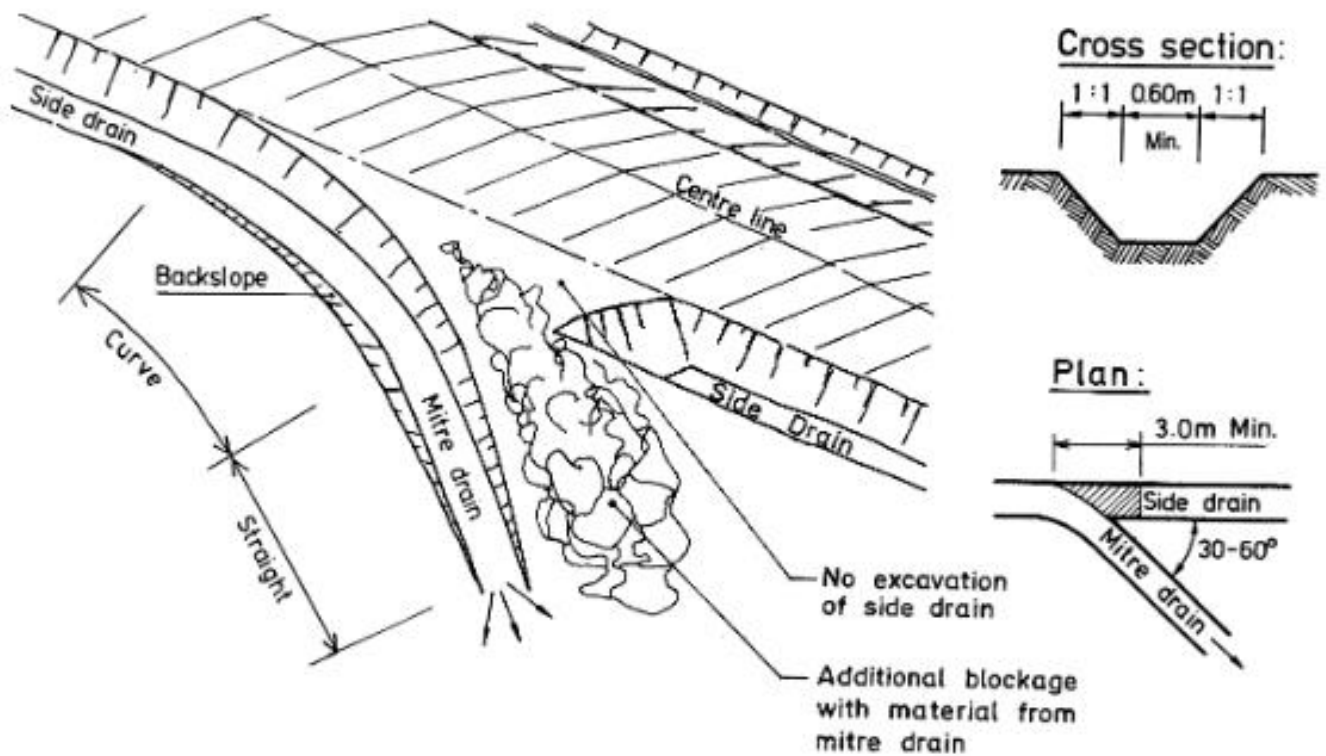 Side drain
Backslope
Curve
Straight
Mitre drain
Centre line
Side Drain
No excavation
of side drain
Additional blockage
with material from
mitre drain
Cross section:
1:1 0.60m 1:1
Min.
Plan:
3.0m Min.
Side drain
30-60°
Mitre drain